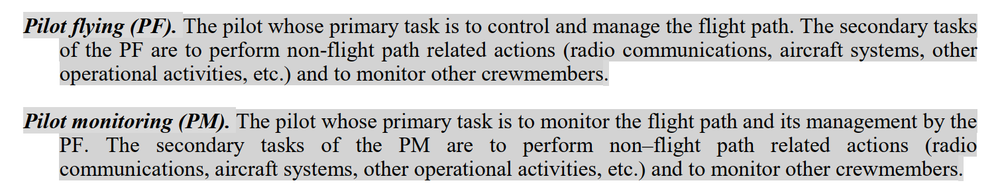 Pilot flying (PF). The pilot whose primary task is to control and manage the flight path. The secondary tasks
of the PF are to perform non-flight path related actions (radio communications, aircraft systems, other
operational activities, etc.) and to monitor other crewmembers.
Pilot monitoring (PM). The pilot whose primary task is to monitor the flight path and its management by the
PF. The secondary tasks of the PM are to perform non–flight path related actions (radio
communications, aircraft systems, other operational activities, etc.) and to monitor other crewmembers.